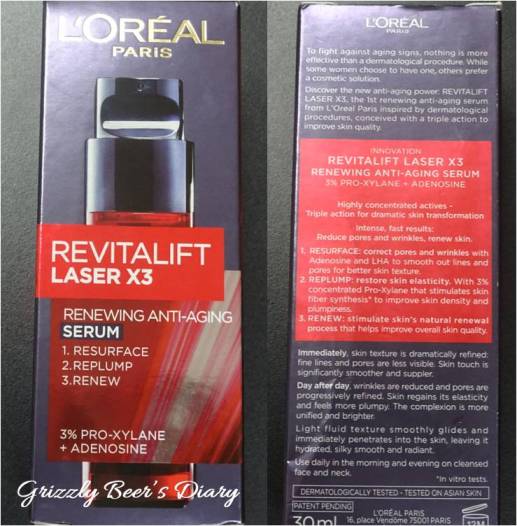 L'ORÉAL
PARIS
REVITALIFT
LASER X3
RENEWING ANTI-AGING
SERUM
1. RESURFACE
2.REPLUMP
3.RENEW
3% PRO-XYLANE
+ ADENOSINE
Grizzly Beer's Diary
L'ORÉAL
PARIS
To fight against aging signs, nothing is more
effective than a dermatological procedure. While
some women choose to have one, others prefer
a cosmetic solution.
Discover the new anti-aging power: REVITALIFT
LASER X3, the 1st renewing anti-aging serum
from L'Oreal Paris inspired by dermatological
procedures, conceived with a triple action to
improve skin quality.
INNOVATION
REVITALIFT LASER X3
RENEWING ANTI-AGING SERUM
3% PRO-XYLANE + ADENOSINE
Highly concentrated actives -
Triple action for dramatic skin transformation
Intense, fast results:
Reduce pores and wrinkles, renew skin.
1. RESURFACE: correct pores and wrinkles with
Adenosine and LHA to smooth out lines and
pores for better skin texture.
2. REPLUMP: restore skin elasticity. With 3%
concentrated Pro-Xylane that stimulates skin
fiber synthesis* to improve skin density and
plumpiness.
3. RENEW: stimulate skin's natural renewal
process that helps improve overall skin quality.
Immediately, skin texture is dramatically refined:
fine lines and pores are less visible. Skin touch is
significantly smoother and suppler.
Day after day, wrinkles are reduced and pores are
progressively refined. Skin regains its elasticity
and feels more plumpy. The complexion is more
unified and brighter.
Light fluid texture smoothly glides and
immediately penetrates into the skin, leaving it
hydrated, silky smooth and radiant.
Use daily in the morning and evening on cleansed
face and neck.
*In vitro tests.
DERMATOLOGICALLY TESTED - TESTED ON ASIAN SKIN
PATENT PENDING
L'ORÉAL PARIS
30 ml
16, place Vendôme 75001 PARIS
12M